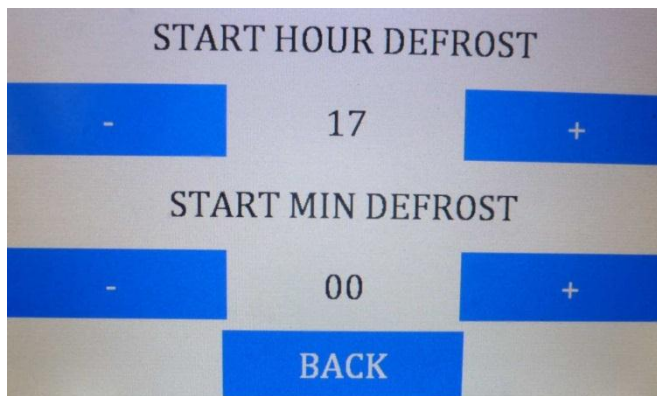 START HOUR DEFROST
- 17 +
START MIN DEFROST
- 00 +
BACK